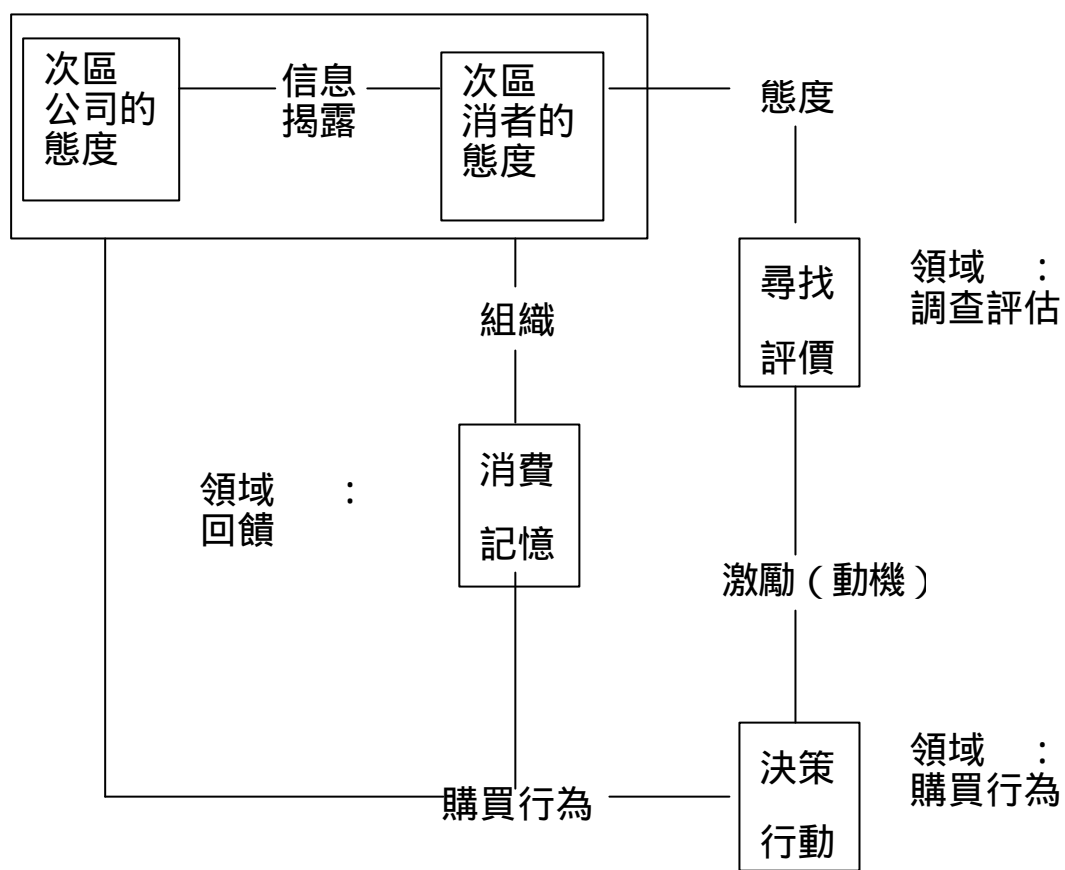 次區
公司的
態度
信息
揭露
次區
消者的
態度
態度
尋找
評價
領域 :
調查評估
組織
消費
記憶
領域 :
回饋
激勵(動機)
購買行為
決策
行動
領域 :
購買行為